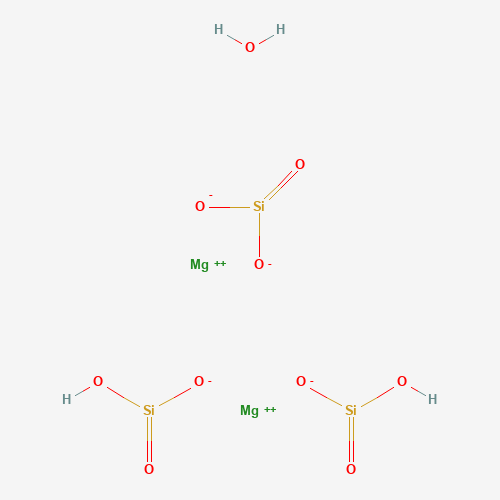 H H
O
O
O - Si
Mg ++ O -
O O - O - O
H Si Mg ++ Si H
O O